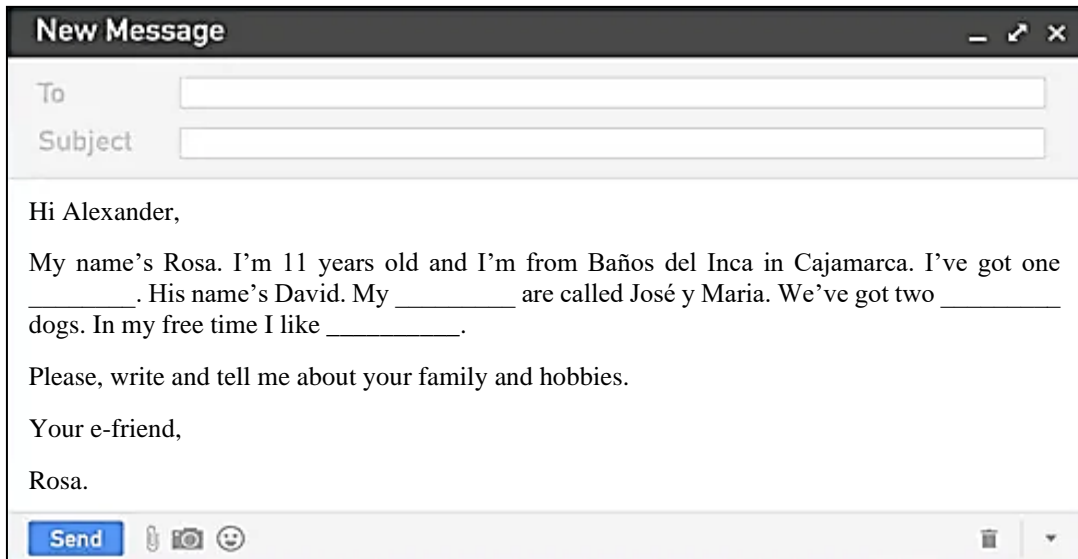 New Message
To
Subject
Hi Alexander,
My name’s Rosa. I’m 11 years old and I’m from Baños del Inca in Cajamarca. I’ve got one
________. His name’s David. My _________ are called José y Maria. We’ve got two _________
dogs. In my free time I like __________.
Please, write and tell me about your family and hobbies.
Your e-friend,
Rosa.
Send